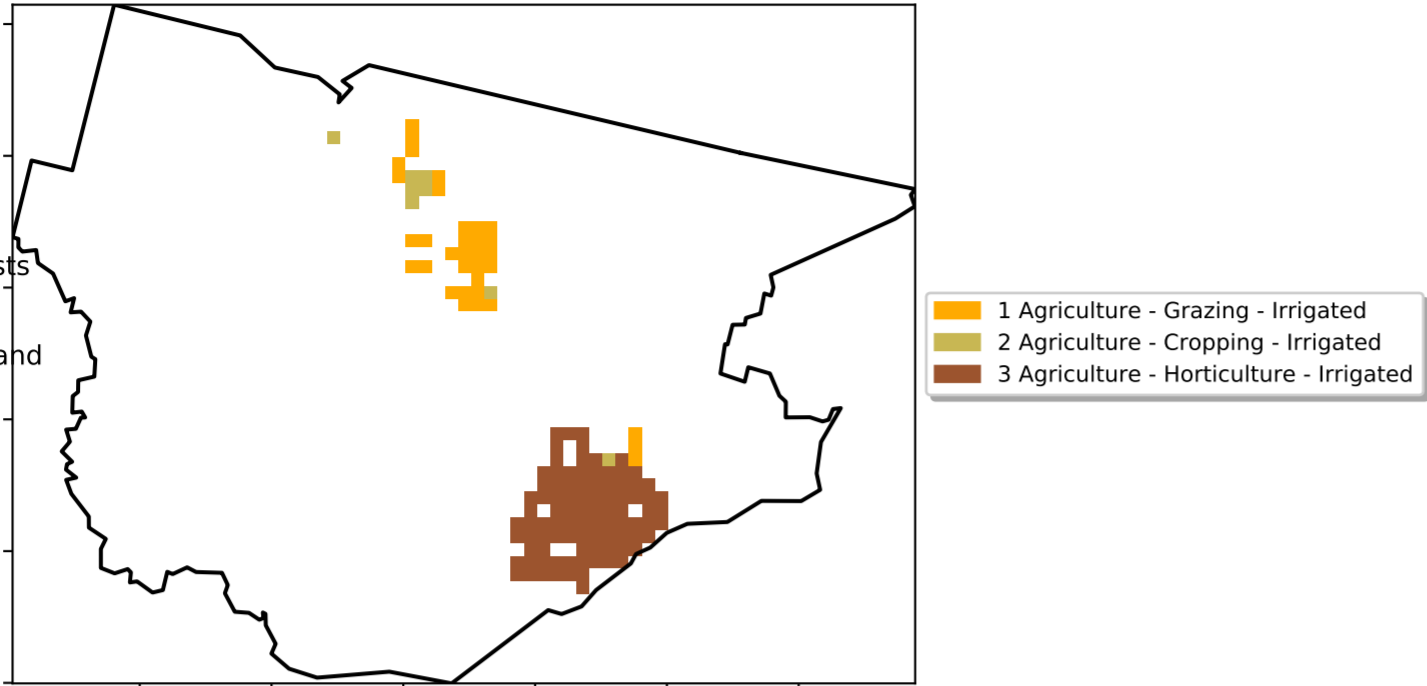 sts
and
1 Agriculture - Grazing - Irrigated
2 Agriculture - Cropping - Irrigated
3 Agriculture - Horticulture - Irrigated